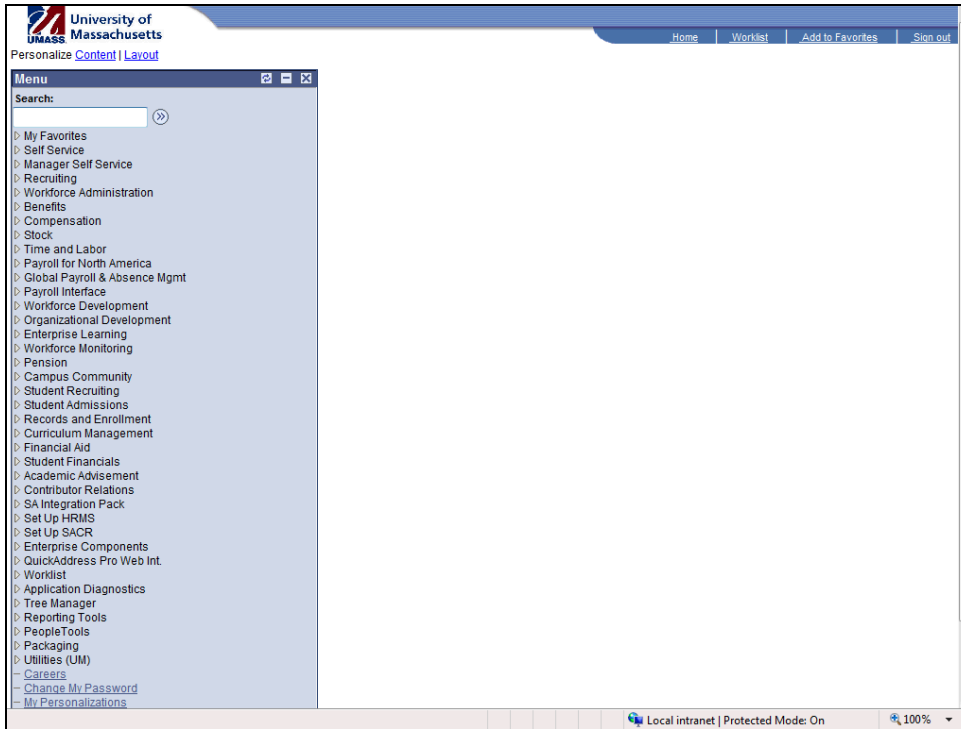 University of
UMASS Massachusetts
Home Worklist Add to Favorites Sign out
Personalize Content | Layout
Menu
Search:
My Favorites
Self Service
Manager Self Service
Recruiting
Workforce Administration
Benefits
Compensation
Stock
Time and Labor
Payroll for North America
Global Payroll & Absence Mgmt
Payroll Interface
Workforce Development
Organizational Development
Enterprise Learning
Workforce Monitoring
Pension
Campus Community
Student Recruiting
Student Admissions
Records and Enrollment
Curriculum Management
Financial Aid
Student Financials
Academic Advisement
Contributor Relations
SA Integration Pack
Set Up HRMS
Set Up SACR
Enterprise Components
QuickAddress Pro Web Int.
Worklist
Application Diagnostics
Tree Manager
Reporting Tools
PeopleTools
Packaging
Utilities (UM)
Careers
Change My Password
My Personalizations
Local intranet | Protected Mode: On 100%